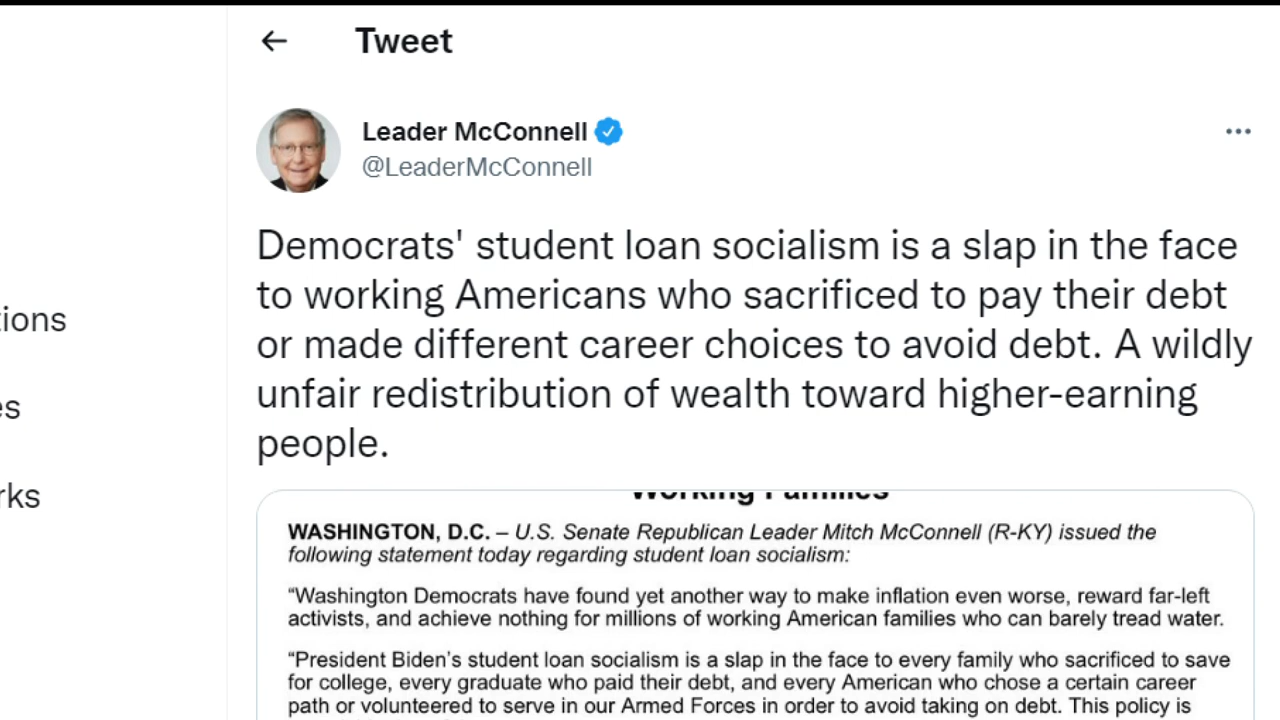 ← Tweet
Leader McConnell
@LeaderMcConnell
Democrats' student loan socialism is a slap in the face
to working Americans who sacrificed to pay their debt
or made different career choices to avoid debt. A wildly
unfair redistribution of wealth toward higher-earning
people.
tions
es
rks
Working Families
WASHINGTON, D.C. – U.S. Senate Republican Leader Mitch McConnell (R-KY) issued the
following statement today regarding student loan socialism:
“Washington Democrats have found yet another way to make inflation even worse, reward far-left
activists, and achieve nothing for millions of working American families who can barely tread water.
“President Biden’s student loan socialism is a slap in the face to every family who sacrificed to save
for college, every graduate who paid their debt, and every American who chose a certain career
path or volunteered to serve in our Armed Forces in order to avoid taking on debt. This policy is